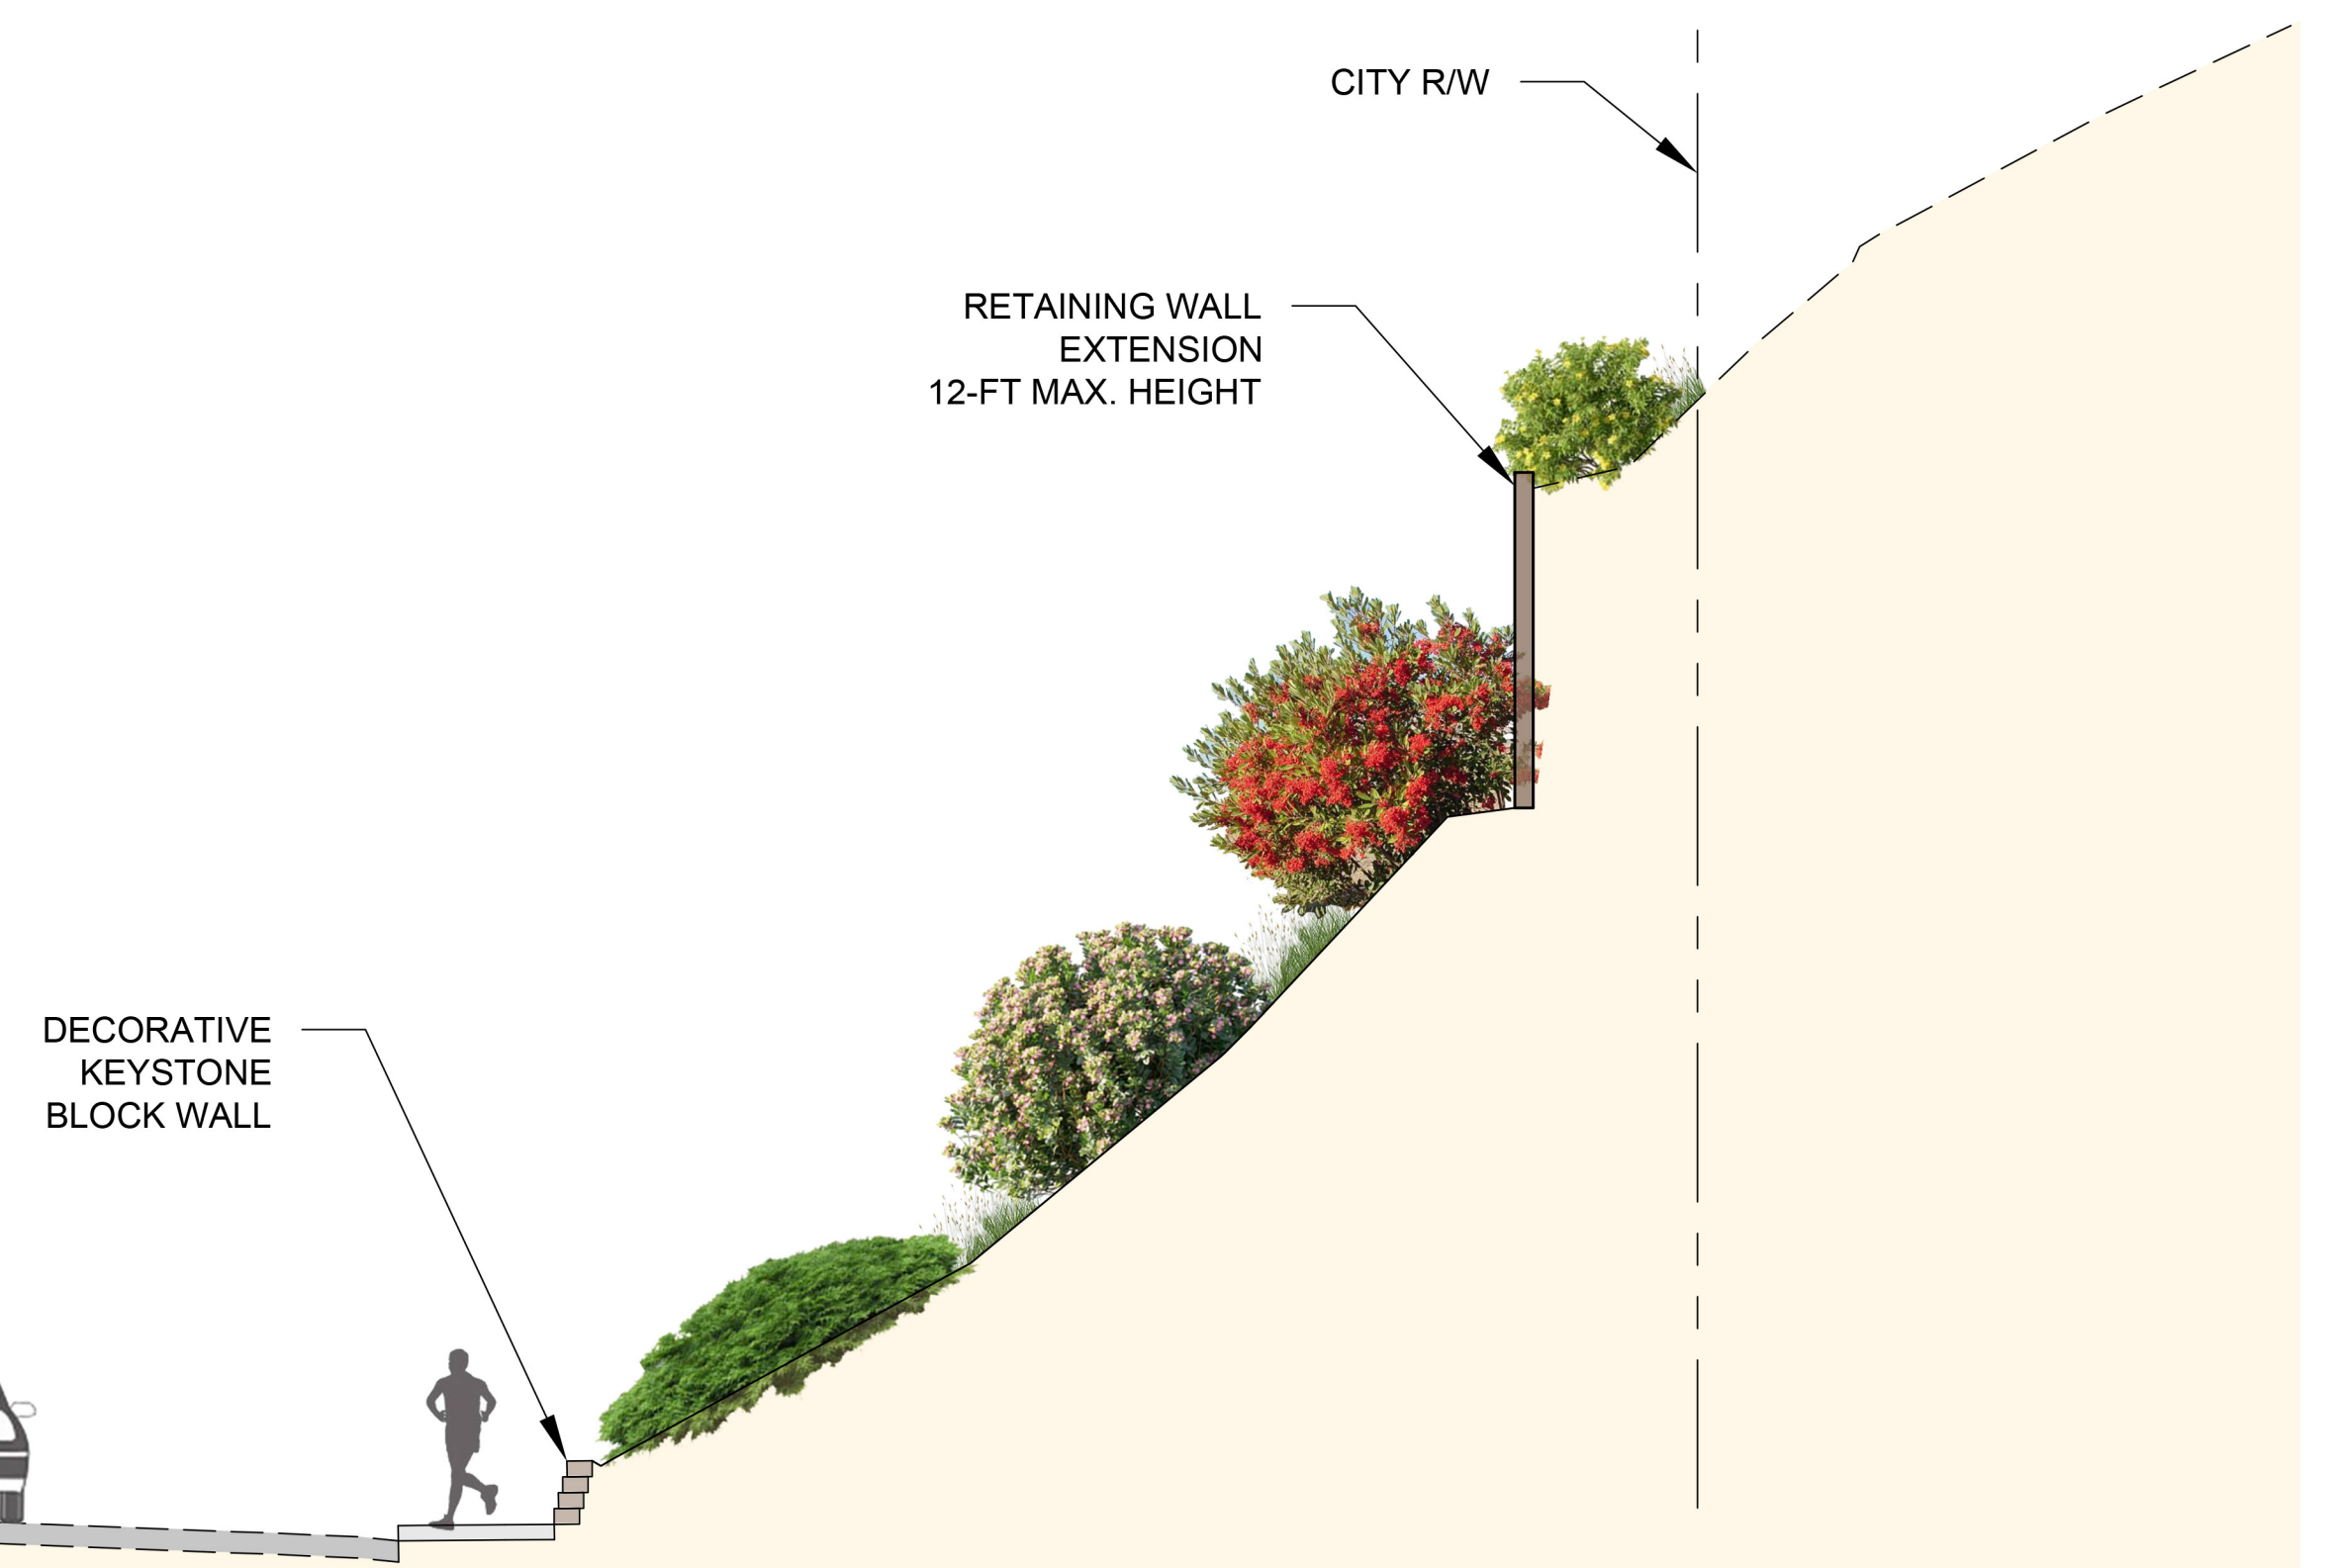 CITY R/W
RETAINING WALL
EXTENSION
12-FT MAX. HEIGHT
DECORATIVE
KEYSTONE
BLOCK WALL